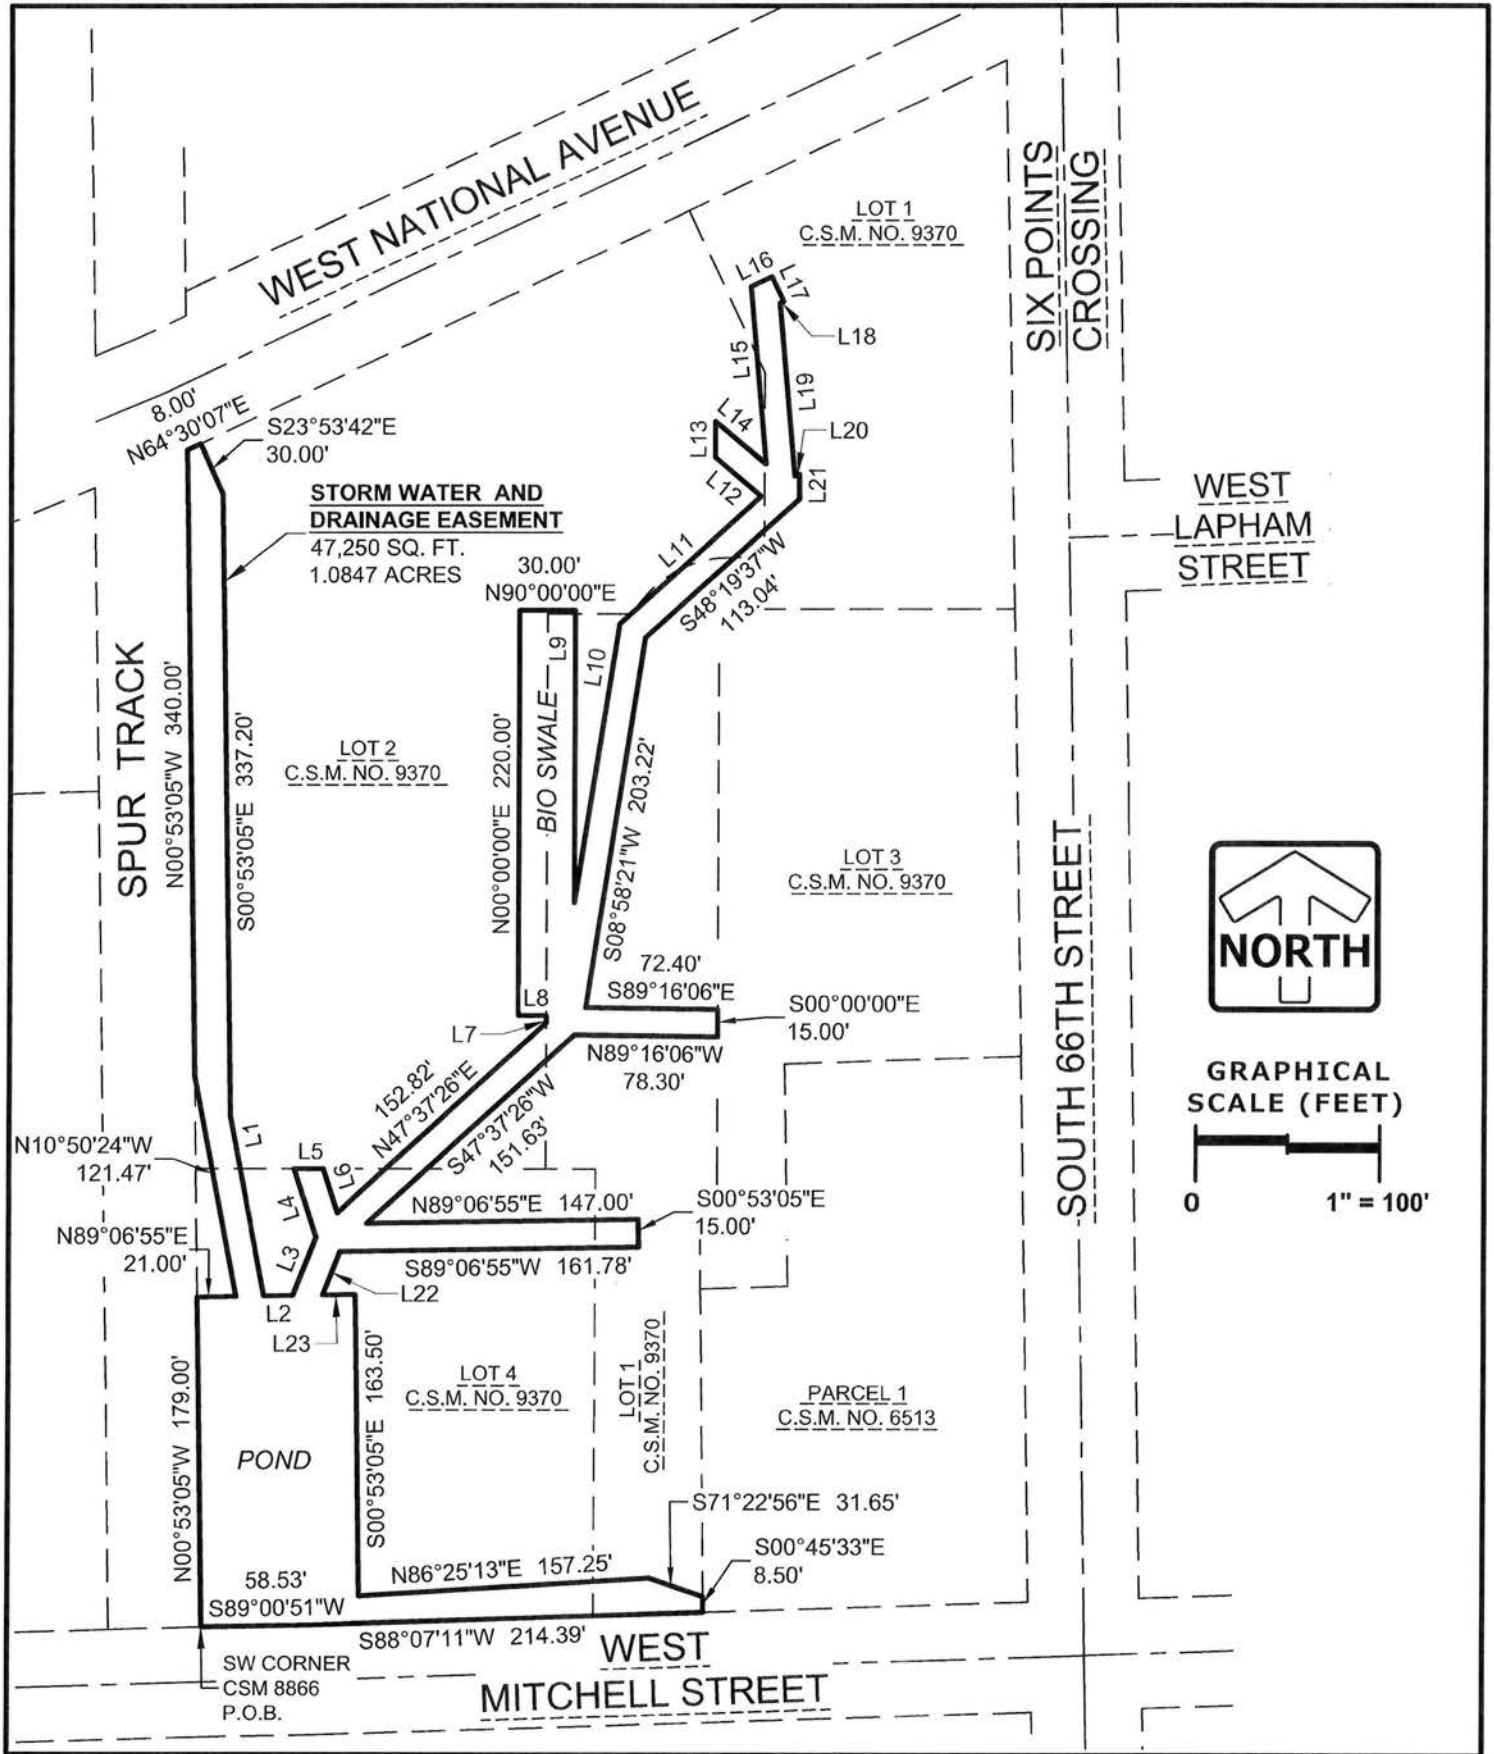 WEST NATIONAL AVENUE
LOT 1
C.S.M. NO. 9370
SIX POINTS
CROSSING
L16
L17
L18
L15
L19
L14
L13
L20
L12
L21
8.00'
N64°30'07"E
S23°53'42"E
30.00'
STORM WATER AND
DRAINAGE EASEMENT
47,250 SQ. FT.
1.0847 ACRES
WEST
LAPHAM
STREET
L11
S48°19'37"W
113.04'
30.00'
N90°00'00"E
L9
L10
SPUR TRACK
N00°53'05"W 340.00'
S00°53'05"E 337.20'
LOT 2
C.S.M. NO. 9370
N00°00'00"E 220.00'
BIO SWALE
S08°58'21"W 203.22'
LOT 3
C.S.M. NO. 9370
SOUTH 66TH STREET
NORTH
72.40'
S89°16'06"E
S00°00'00"E
15.00'
L8
L7
N89°16'06"W
78.30'
GRAPHICAL
SCALE (FEET)
0
1" = 100'
152.82'
N47°37'26"E
S47°37'26"W
151.63'
L1
N10°50'24"W
121.47'
L5
L6
L4
N89°06'55"E 147.00'
S00°53'05"E
15.00'
N89°06'55"E
21.00'
L3
S89°06'55"W 161.78'
L22
L2
L23
N00°53'05"W 179.00'
S00°53'05"E 163.50'
LOT 4
C.S.M. NO. 9370
LOT 1
C.S.M. NO. 9370
PARCEL 1
C.S.M. NO. 6513
POND
S71°22'56"E 31.65'
S00°45'33"E
8.50'
N86°25'13"E 157.25'
58.53'
S89°00'51"W
S88°07'11"W 214.39'
SW CORNER
CSM 8866
P.O.B.
WEST
MITCHELL STREET